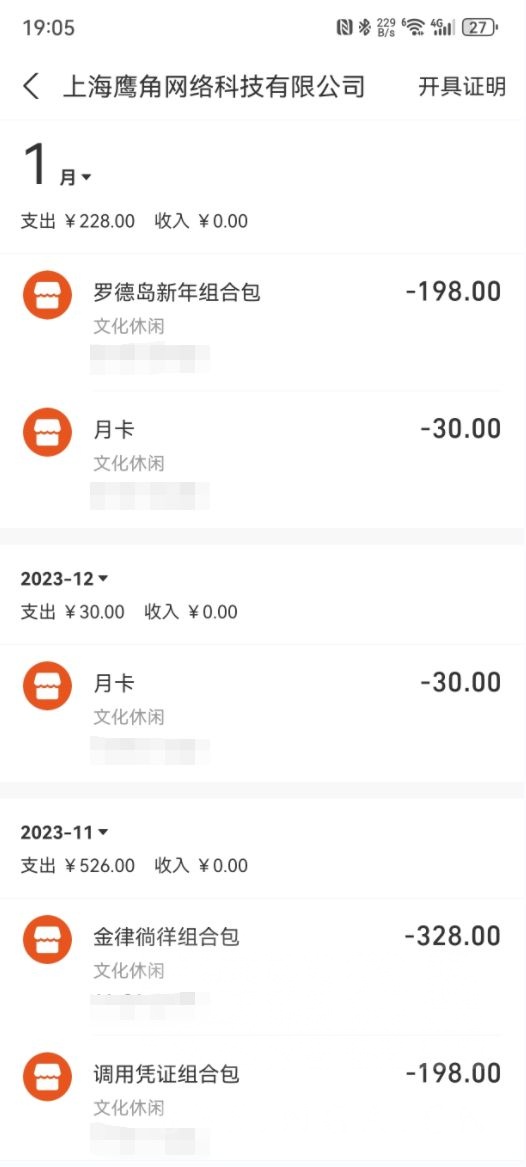 19:05
229 B/s 6 4G 27
上海鹰角网络科技有限公司 开具证明
1月
支出 ¥228.00 收入 ¥0.00
罗德岛新年组合包 -198.00
文化休闲
月卡 -30.00
文化休闲
2023-12
支出 ¥30.00 收入 ¥0.00
月卡 -30.00
文化休闲
2023-11
支出 ¥526.00 收入 ¥0.00
金律徜徉组合包 -328.00
文化休闲
调用凭证组合包 -198.00
文化休闲